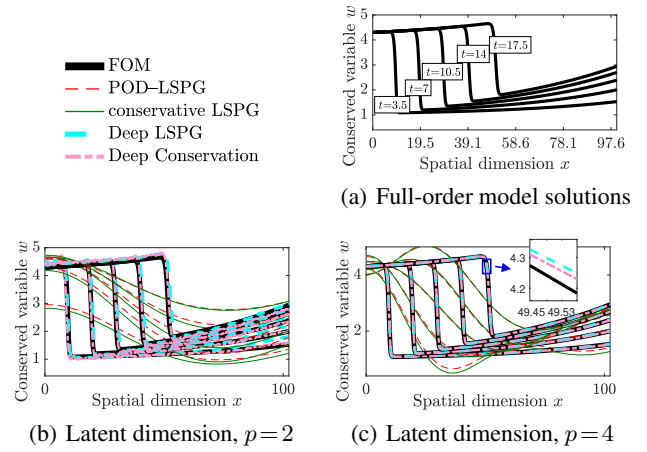 FOM
POD–LSPG
conservative LSPG
Deep LSPG
Deep Conservation
Conserved variable w
5
4
3
2
1
t=17.5
t=14
t=10.5
t=7
t=3.5
0 19.5 39.1 58.6 78.1 97.6
Spatial dimension x
(a) Full-order model solutions
Conserved variable w
5
4
3
2
1
0 100
Spatial dimension x
(b) Latent dimension, p=2
Conserved variable w
4
2
4.3
4.2
49.45 49.53
0 100
Spatial dimension x
(c) Latent dimension, p=4